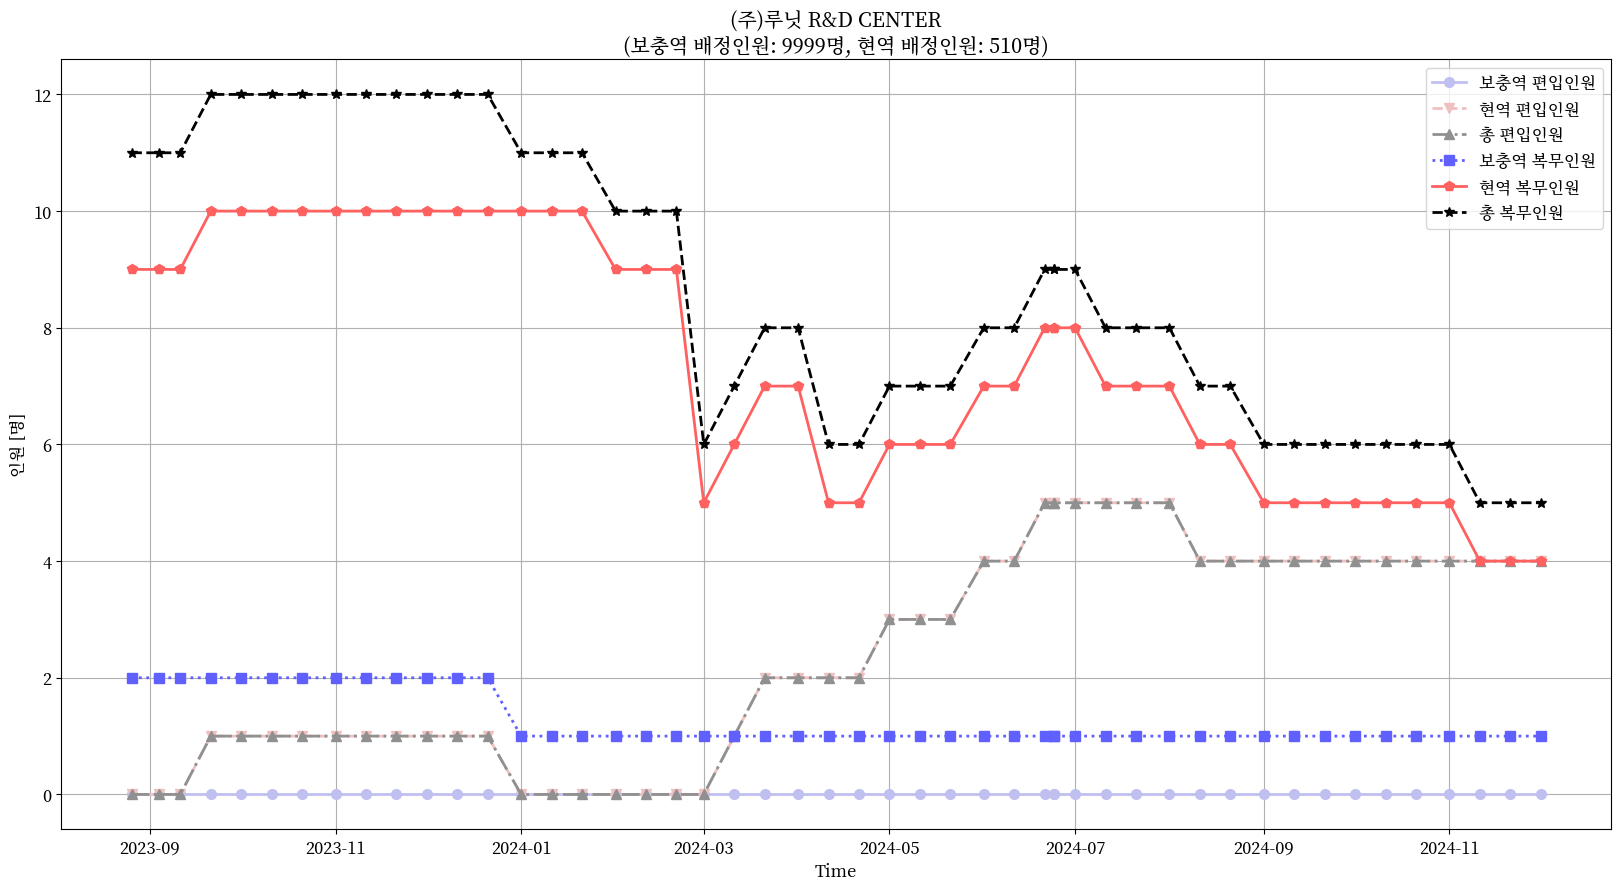 (주)루닛 R&D CENTER
(보충역 배정인원: 9999명, 현역 배정인원: 510명)
보충역 편입인원
현역 편입인원
총 편입인원
보충역 복무인원
현역 복무인원
총 복무인원
인원 [명]
12
10
8
6
4
2
0
2023-09
2023-11
2024-01
2024-03
2024-05
2024-07
2024-09
2024-11
Time